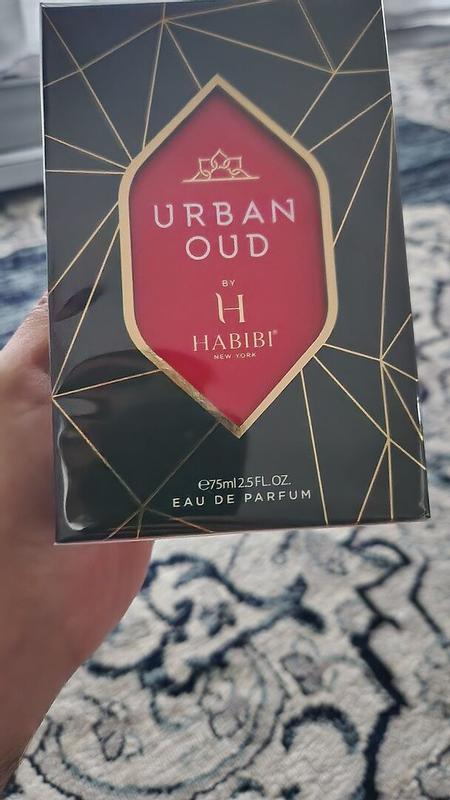 URBAN
OUD
BY
H
HABIBI®
NEW YORK
℮75ml 2.5 FL. OZ.
EAU DE PARFUM